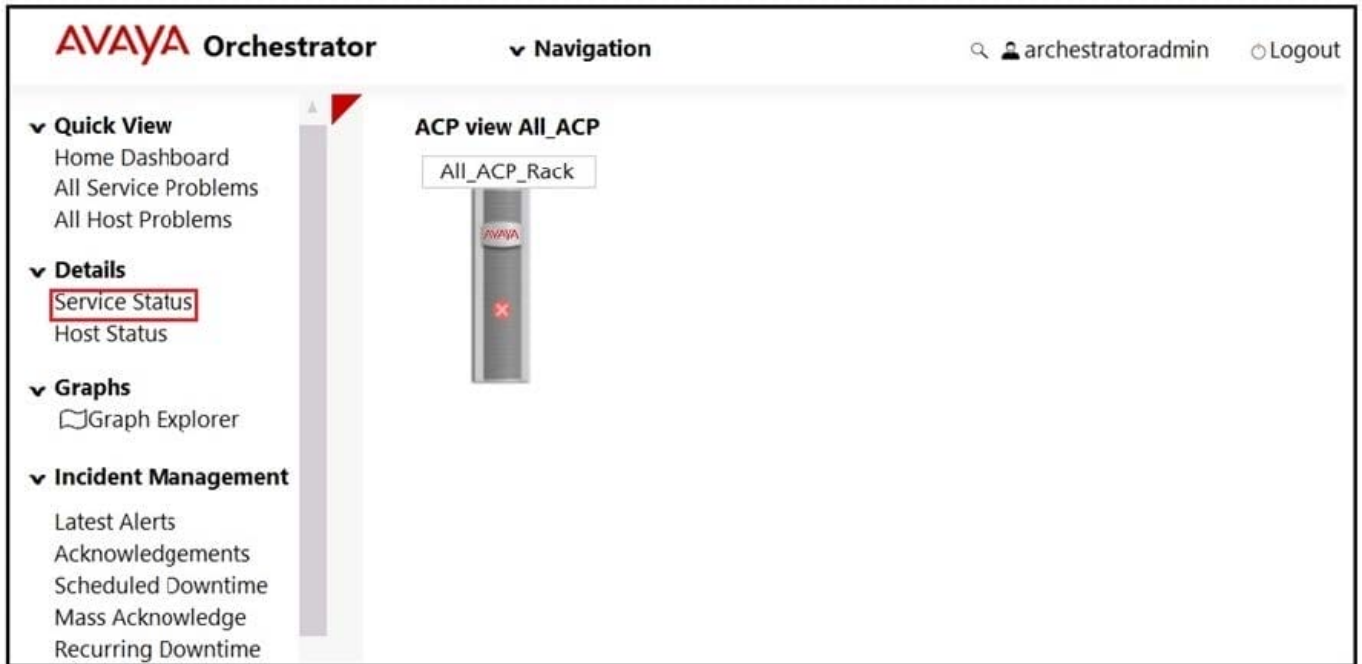 AVAYA Orchestrator
Navigation
archestratoradmin
Logout
Quick View
Home Dashboard
All Service Problems
All Host Problems
Details
Service Status
Host Status
Graphs
Graph Explorer
Incident Management
Latest Alerts
Acknowledgements
Scheduled Downtime
Mass Acknowledge
Recurring Downtime
ACP view All_ACP
All_ACP_Rack
AVAYA